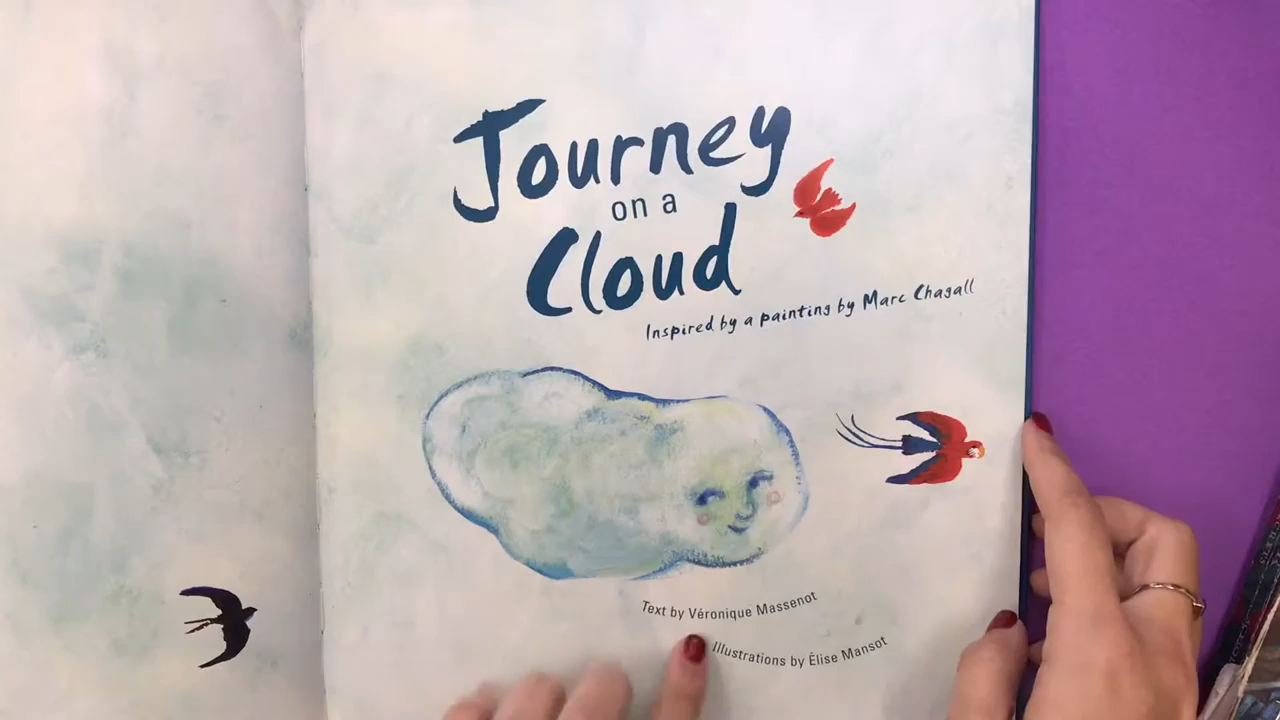 Journey
on a
Cloud
Inspired by a painting by Marc Chagall
Text by Véronique Massenot
Illustrations by Élise Mansot